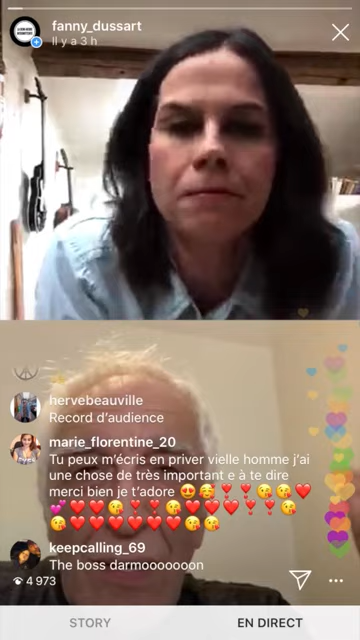 fanny_dussart
Il y a 3 h
hervebeauville
Record d'audience
marie_florentine_20
Tu peux m'écris en priver vielle homme j'ai
une chose de très important e à te dire
merci bien je t'adore 😍🥰❣️❣️😘😘❤️
💕❤️❤️❣️❣️😘❤️❤️❤️❣️❣️😘
😘❤️❤️❤️❤️❤️❤️😘😘
keepcalling_69
The boss darmooooooon
4 973
STORY
EN DIRECT